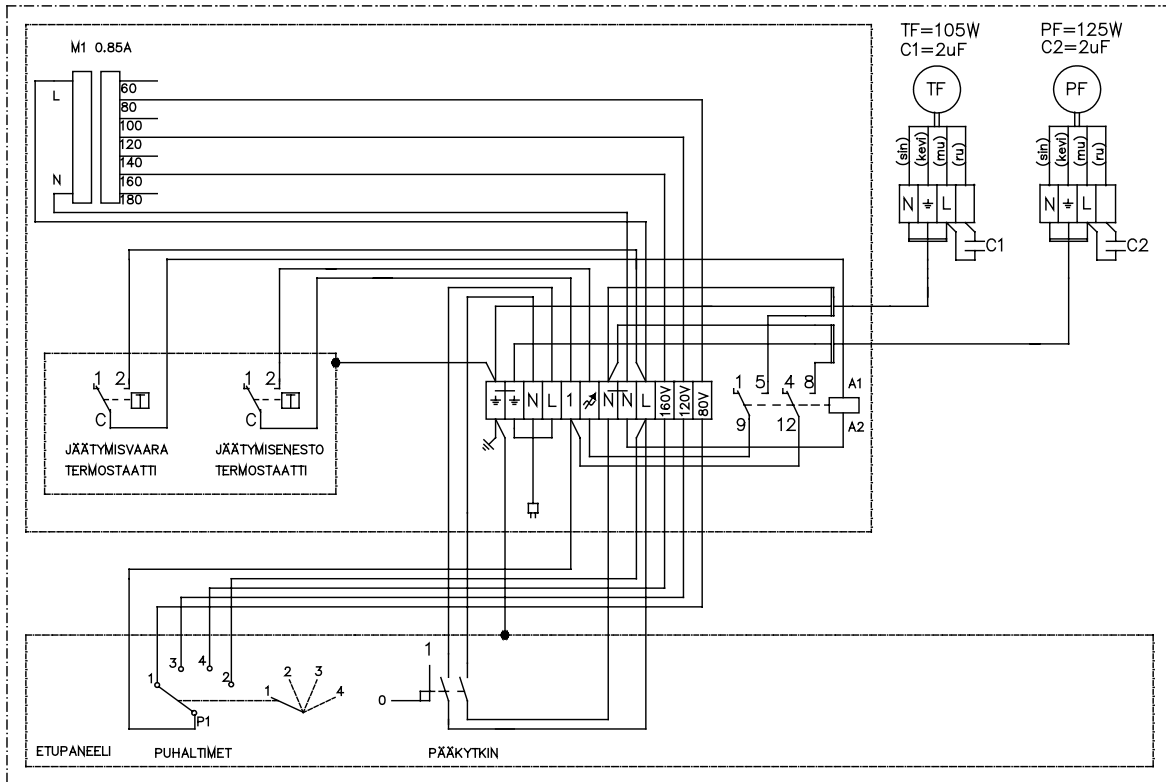 M1 0.85A
L
N
60
80
100
120
140
160
180
TF=105W
C1=2uF
TF
(sin)
(kevi)
(mu)
(ru)
N
L
C1
PF=125W
C2=2uF
PF
(sin)
(kevi)
(mu)
(ru)
N
L
C2
1 2
T
C
JÄÄTYMISVAARA
TERMOSTAATTI
1 2
T
C
JÄÄTYMISENESTO
TERMOSTAATTI
N L 1 N N L 160V 120V 80V
1 5 4 8
9 12
A1
A2
1
3
4
2
P1
1
2
3
4
1
0
ETUPANEELI
PUHALTIMET
PÄÄKYTKIN